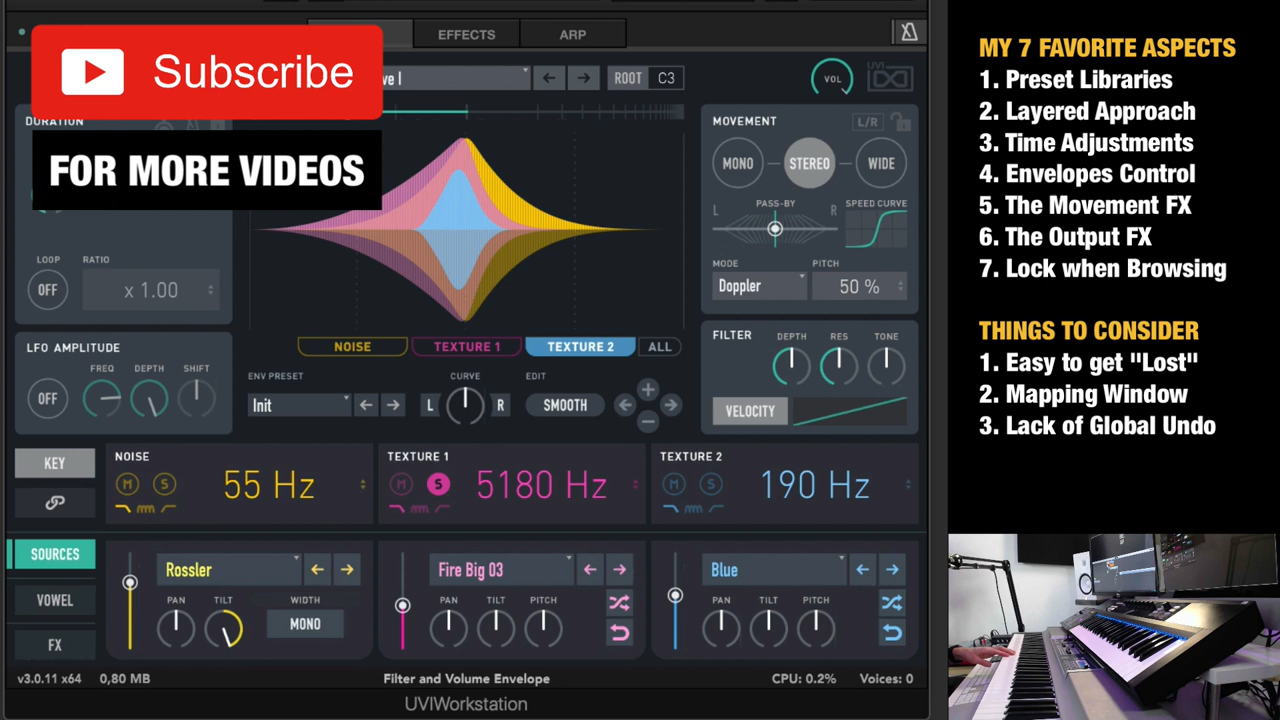 EFFECTS
ARP
Subscribe
ve I
ROOT C3
VOL
UVI
DURATION
FOR MORE VIDEOS
LOOP
RATIO
OFF
x 1.00
MOVEMENT
L/R
MONO
STEREO
WIDE
PASS-BY
SPEED CURVE
L
R
MODE
PITCH
Doppler
50 %
LFO AMPLITUDE
FREQ
DEPTH
SHIFT
OFF
NOISE
TEXTURE 1
TEXTURE 2
ALL
ENV PRESET
CURVE
EDIT
Init
L
R
SMOOTH
FILTER
DEPTH
RES
TONE
VELOCITY
KEY
NOISE
M S
55 Hz
TEXTURE 1
M S
5180 Hz
TEXTURE 2
M S
190 Hz
SOURCES
VOWEL
FX
Rossler
PAN
TILT
WIDTH
MONO
Fire Big 03
PAN
TILT
PITCH
Blue
PAN
TILT
PITCH
v3.0.11 x64
0,80 MB
Filter and Volume Envelope
CPU: 0.2%
Voices: 0
UVIWorkstation
MY 7 FAVORITE ASPECTS
1. Preset Libraries
2. Layered Approach
3. Time Adjustments
4. Envelopes Control
5. The Movement FX
6. The Output FX
7. Lock when Browsing
THINGS TO CONSIDER
1. Easy to get "Lost"
2. Mapping Window
3. Lack of Global Undo